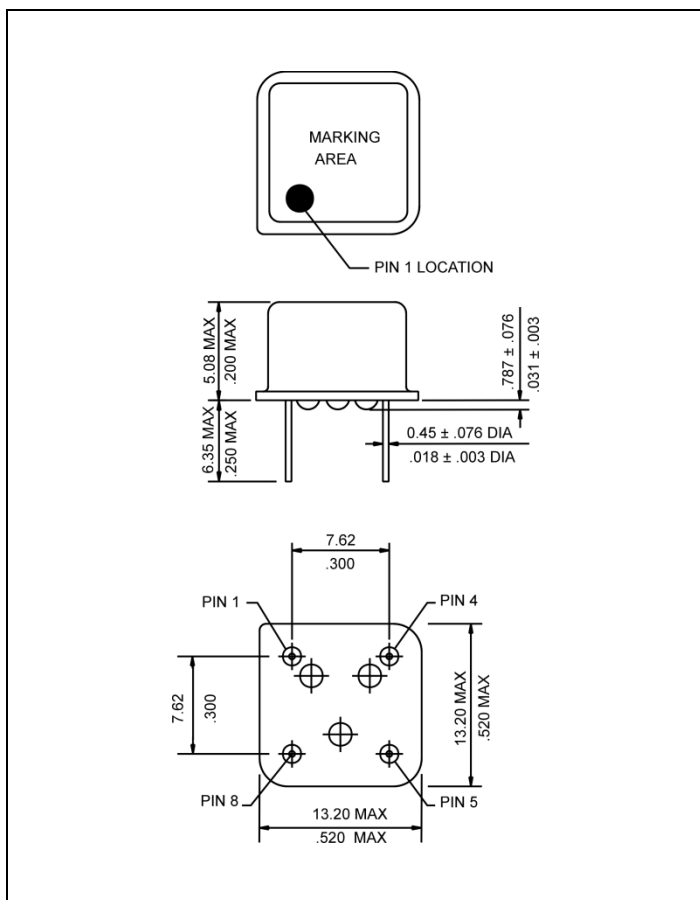 MARKING
AREA
PIN 1 LOCATION
5.08 MAX
.200 MAX
.787 ± .076
.031 ± .003
6.35 MAX
.250 MAX
0.45 ± .076 DIA
.018 ± .003 DIA
7.62
.300
PIN 1
PIN 4
7.62
.300
13.20 MAX
.520 MAX
PIN 8
PIN 5
13.20 MAX
.520 MAX